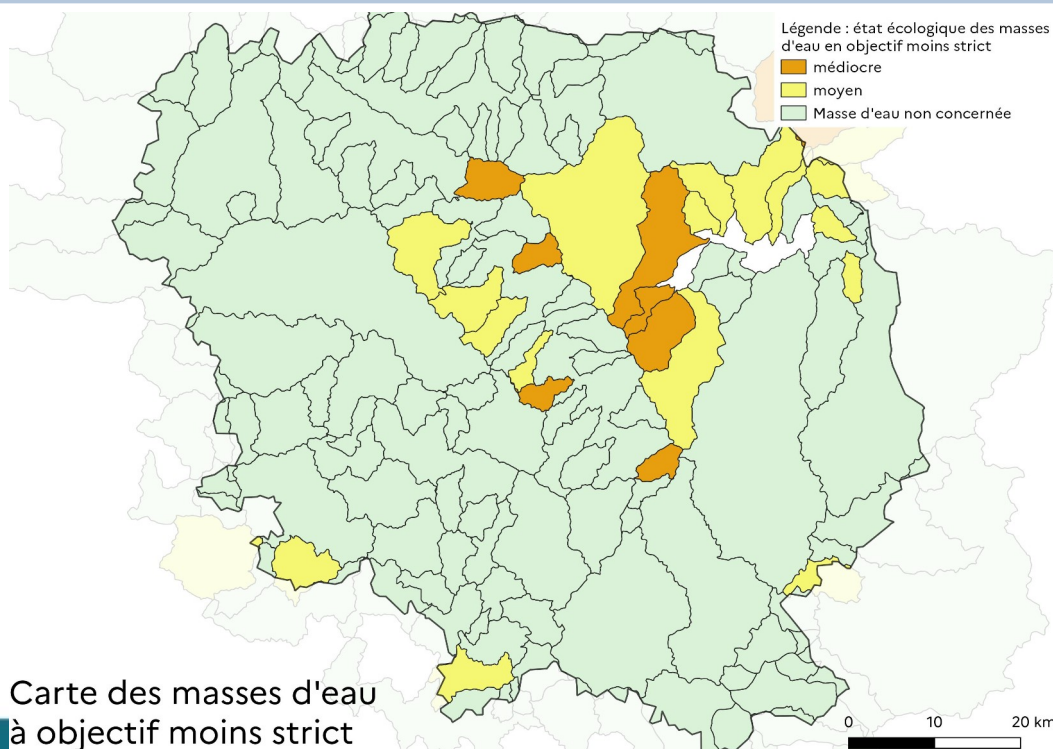 Légende : état écologique des masses
d'eau en objectif moins strict
médiocre
moyen
Masse d'eau non concernée
Carte des masses d'eau
à objectif moins strict
0 10 20 km